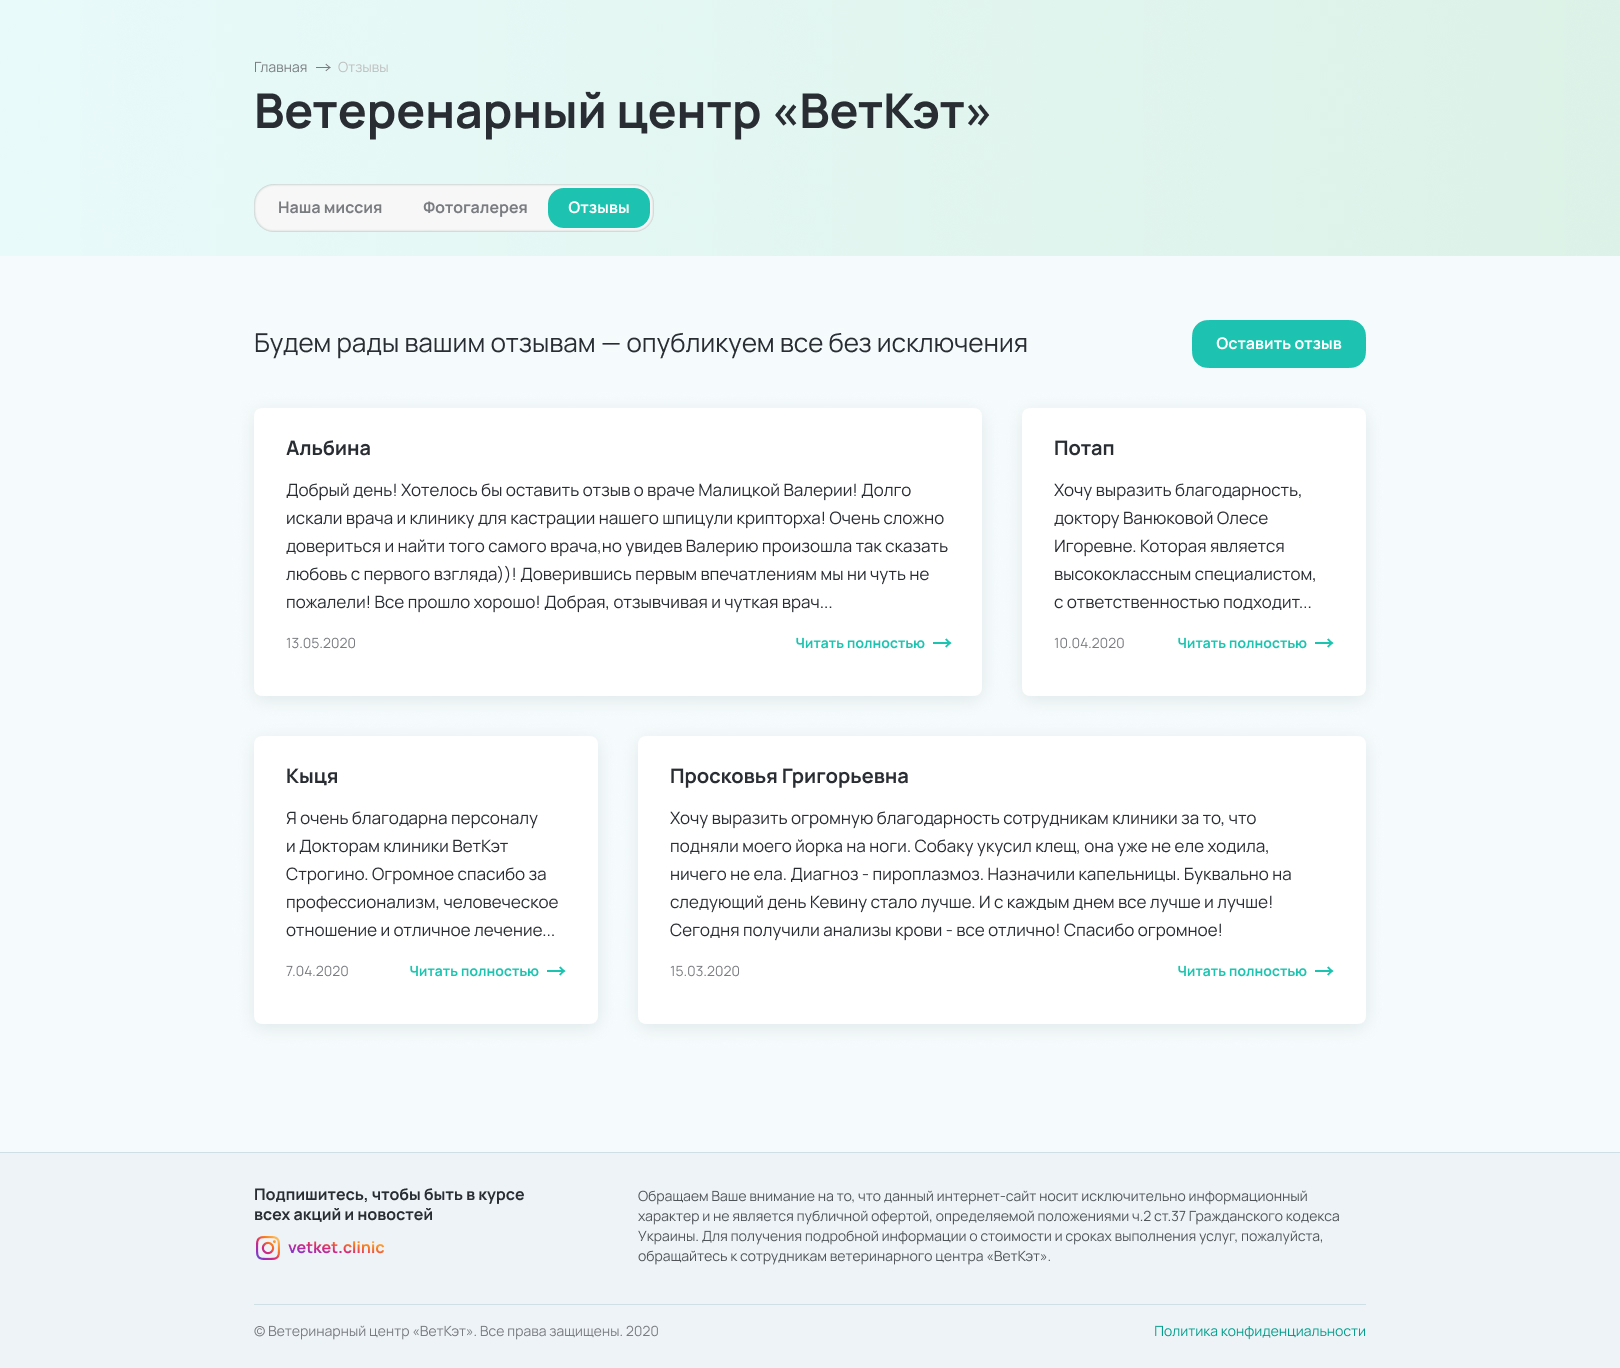 Главная → Отзывы
Ветеренарный центр «ВетКэт»
Наша миссия Фотогалерея Отзывы
Будем рады вашим отзывам — опубликуем все без исключения
Оставить отзыв
Альбина
Добрый день! Хотелось бы оставить отзыв о враче Малицкой Валерии! Долго
искали врача и клинику для кастрации нашего шпицули крипторха! Очень сложно
довериться и найти того самого врача,но увидев Валерию произошла так сказать
любовь с первого взгляда))! Доверившись первым впечатлениям мы ни чуть не
пожалели! Все прошло хорошо! Добрая, отзывчивая и чуткая врач...
13.05.2020 Читать полностью →
Потап
Хочу выразить благодарность,
доктору Ванюковой Олесе
Игоревне. Которая является
высококлассным специалистом,
с ответственностью подходит...
10.04.2020 Читать полностью →
Кыця
Я очень благодарна персоналу
и Докторам клиники ВетКэт
Строгино. Огромное спасибо за
профессионализм, человеческое
отношение и отличное лечение...
7.04.2020 Читать полностью →
Просковья Григорьевна
Хочу выразить огромную благодарность сотрудникам клиники за то, что
подняли моего йорка на ноги. Собаку укусил клещ, она уже не еле ходила,
ничего не ела. Диагноз - пироплазмоз. Назначили капельницы. Буквально на
следующий день Кевину стало лучше. И с каждым днем все лучше и лучше!
Сегодня получили анализы крови - все отлично! Спасибо огромное!
15.03.2020 Читать полностью →
Подпишитесь, чтобы быть в курсе
всех акций и новостей
vetket.clinic
Обращаем Ваше внимание на то, что данный интернет-сайт носит исключительно информационный
характер и не является публичной офертой, определяемой положениями ч.2 ст.37 Гражданского кодекса
Украины. Для получения подробной информации о стоимости и сроках выполнения услуг, пожалуйста,
обращайтесь к сотрудникам ветеринарного центра «ВетКэт».
© Ветеринарный центр «ВетКэт». Все права защищены. 2020
Политика конфиденциальности